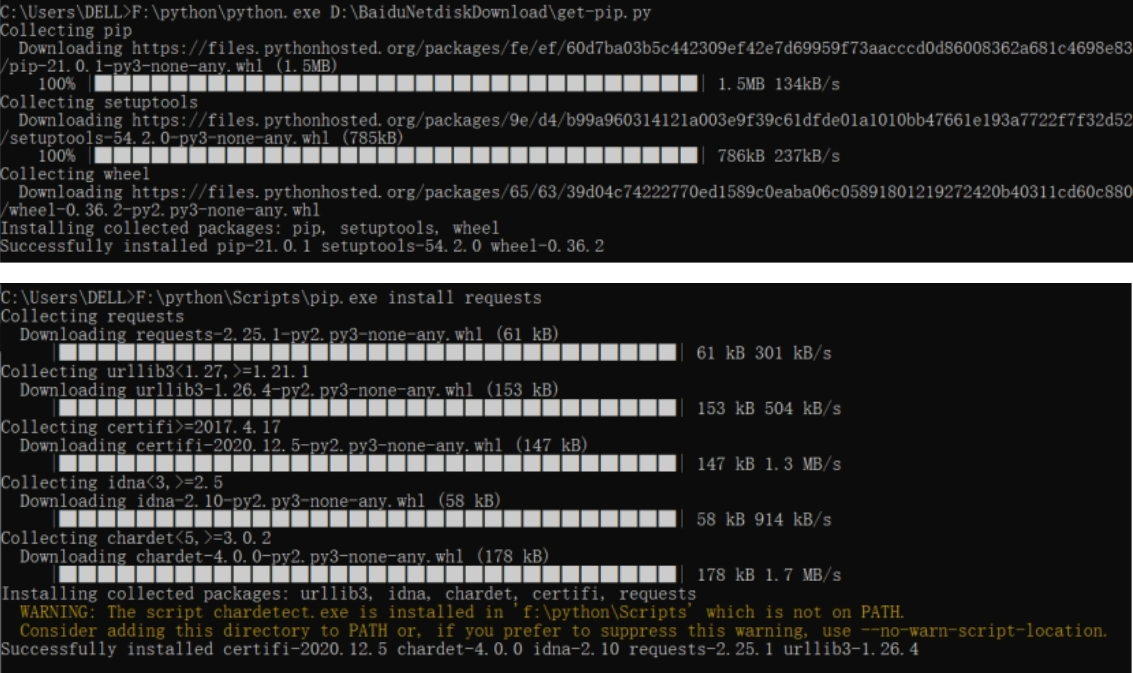 C:\Users\DELL>F:\python\python.exe D:\BaiduNetdiskDownload\get-pip.py
Collecting pip
Downloading https://files.pythonhosted.org/packages/fe/ef/60d7ba03b5c442309ef42e7d69959f73aacccd0d86008362a681c4698e83
/pip-21.0.1-py3-none-any.whl (1.5MB)
100% | | 1.5MB 134kB/s
Collecting setuptools
Downloading https://files.pythonhosted.org/packages/9e/d4/b99a960314121a003e9f39c61dfde01a1010bb47661e193a7722f7f32d52
/setuptools-54.2.0-py3-none-any.whl (785kB)
100% | | 786kB 237kB/s
Collecting wheel
Downloading https://files.pythonhosted.org/packages/65/63/39d04c74222770ed1589c0eaba06c05891801219272420b40311cd60c880
/wheel-0.36.2-py2.py3-none-any.whl
Installing collected packages: pip, setuptools, wheel
Successfully installed pip-21.0.1 setuptools-54.2.0 wheel-0.36.2
C:\Users\DELL>F:\python\Scripts\pip.exe install requests
Collecting requests
Downloading requests-2.25.1-py2.py3-none-any.whl (61 kB)
| | 61 kB 301 kB/s
Collecting urllib3<1.27,>=1.21.1
Downloading urllib3-1.26.4-py2.py3-none-any.whl (153 kB)
| | 153 kB 504 kB/s
Collecting certifi>=2017.4.17
Downloading certifi-2020.12.5-py2.py3-none-any.whl (147 kB)
| | 147 kB 1.3 MB/s
Collecting idna<3,>=2.5
Downloading idna-2.10-py2.py3-none-any.whl (58 kB)
| | 58 kB 914 kB/s
Collecting chardet<5,>=3.0.2
Downloading chardet-4.0.0-py2.py3-none-any.whl (178 kB)
| | 178 kB 1.7 MB/s
Installing collected packages: urllib3, idna, chardet, certifi, requests
WARNING: The script chardetect.exe is installed in 'f:\python\Scripts' which is not on PATH.
Consider adding this directory to PATH or, if you prefer to suppress this warning, use --no-warn-script-location.
Successfully installed certifi-2020.12.5 chardet-4.0.0 idna-2.10 requests-2.25.1 urllib3-1.26.4